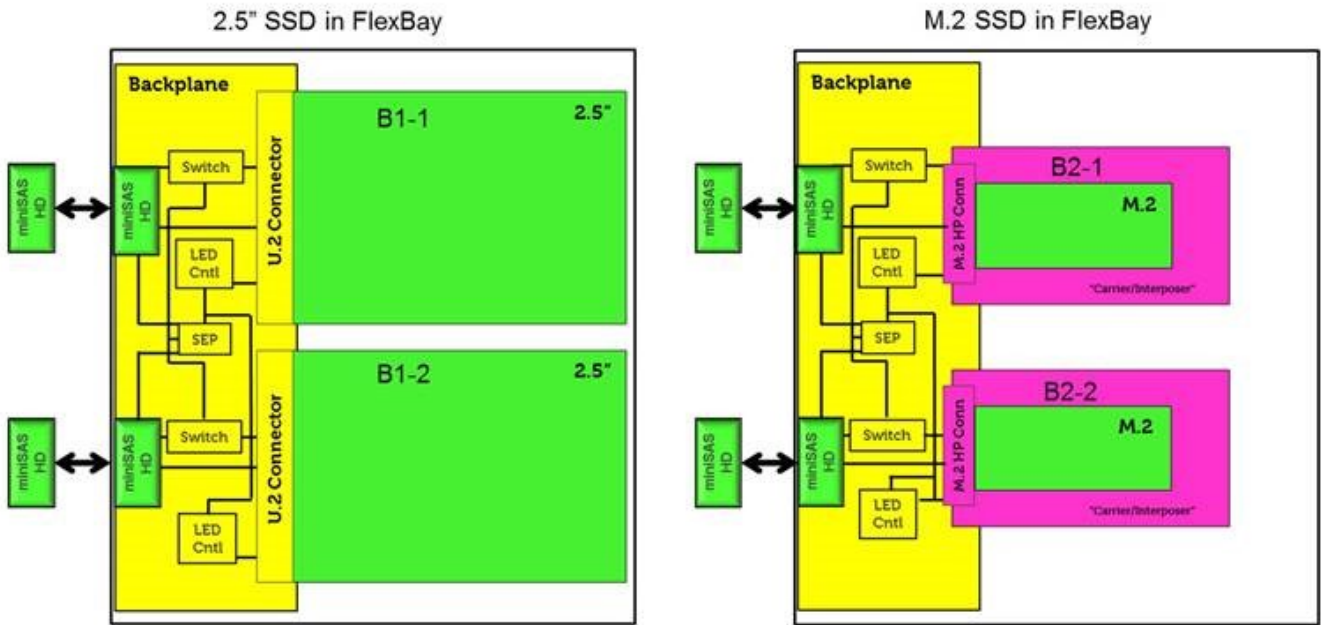 2.5” SSD in FlexBay
Backplane
B1-1
2.5”
Switch
miniSAS
HD
miniSAS
HD
U.2 Connector
LED
Cntl
SEP
B1-2
2.5”
Switch
miniSAS
HD
miniSAS
HD
U.2 Connector
LED
Cntl
M.2 SSD in FlexBay
Backplane
Switch
B2-1
M.2
miniSAS
HD
miniSAS
HD
M.2 HP Conn
LED
Cntl
"Carrier/Interposer"
SEP
B2-2
M.2
Switch
miniSAS
HD
miniSAS
HD
M.2 HP Conn
LED
Cntl
"Carrier/Interposer"